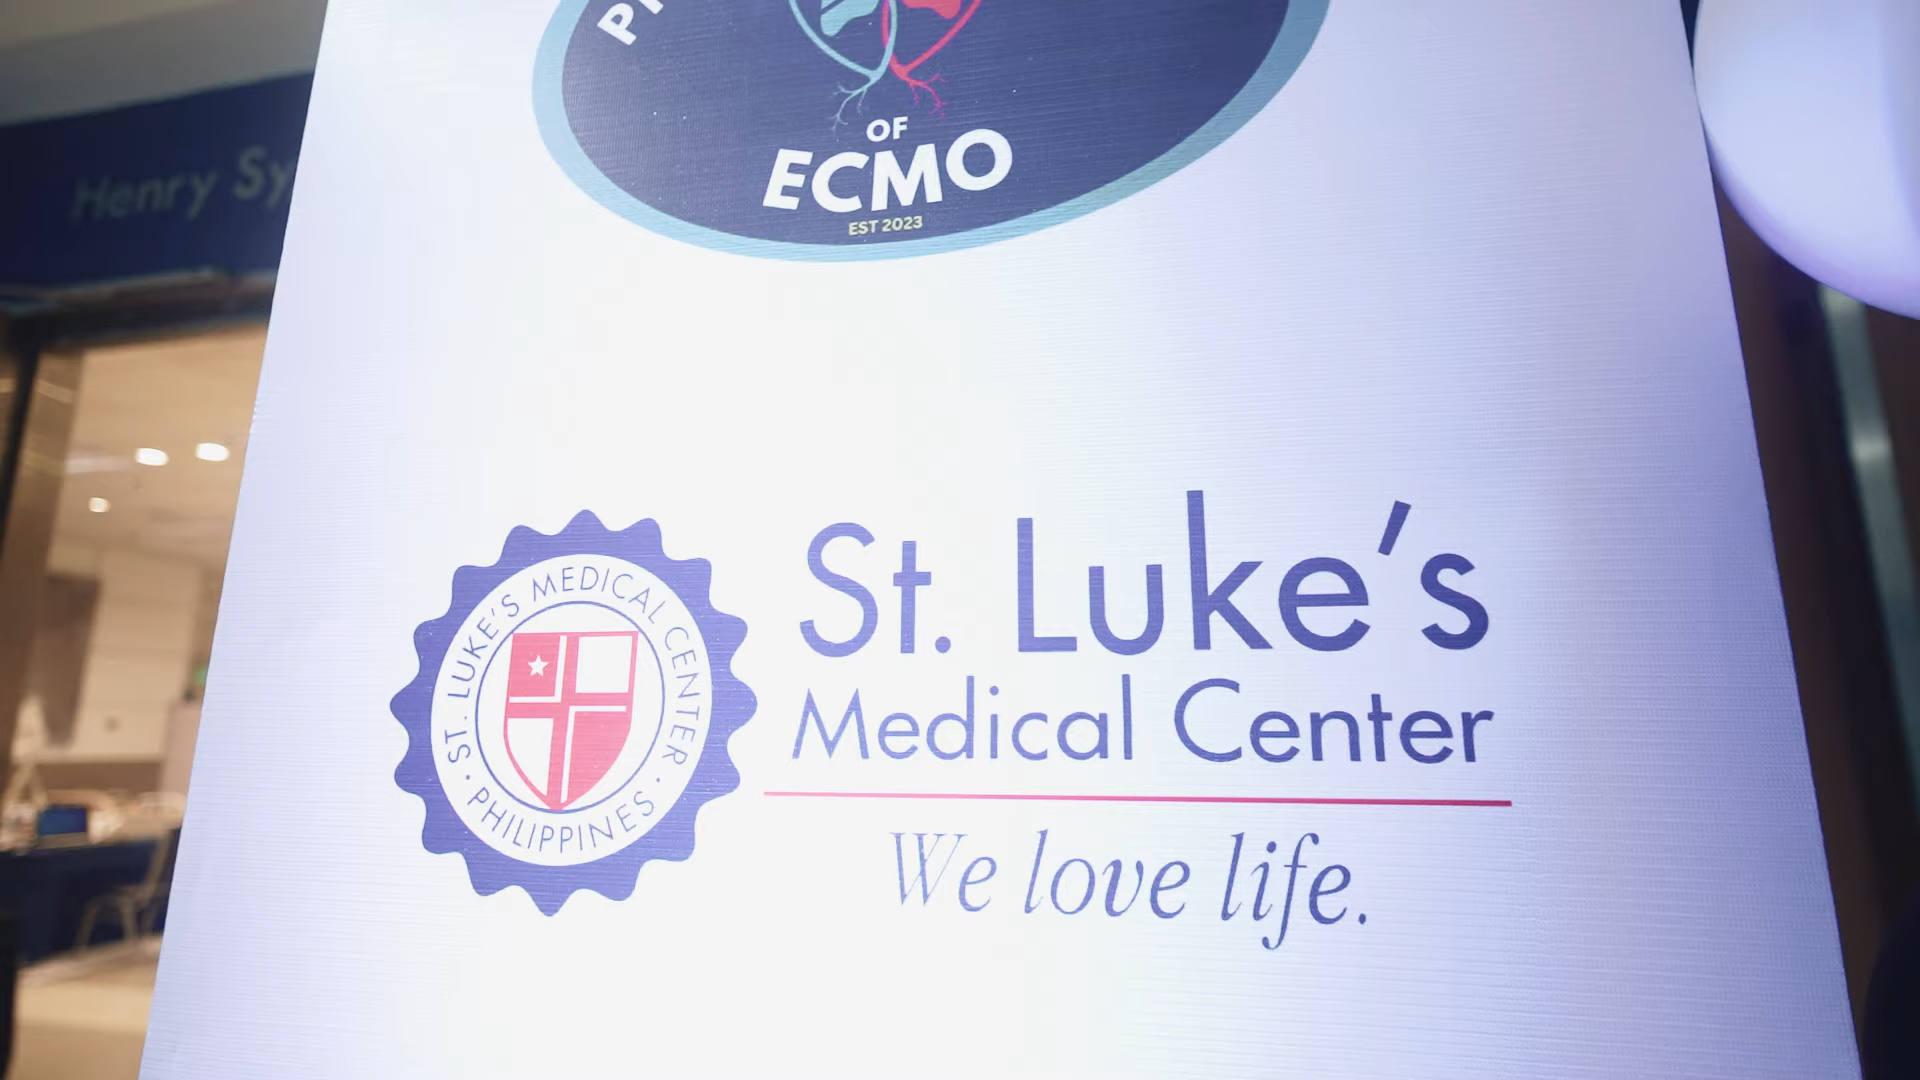 OF
ECMO
EST 2023
Henry Sy
ST. LUKE'S MEDICAL CENTER
· PHILIPPINES ·
St. Luke's
Medical Center
We love life.